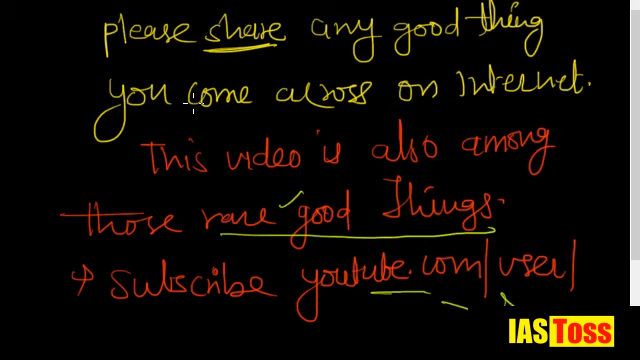 please share any good thing
you come across on Internet.
This video is also among
those rare good things.
→ Subscribe youtube.com/user/
IASToss